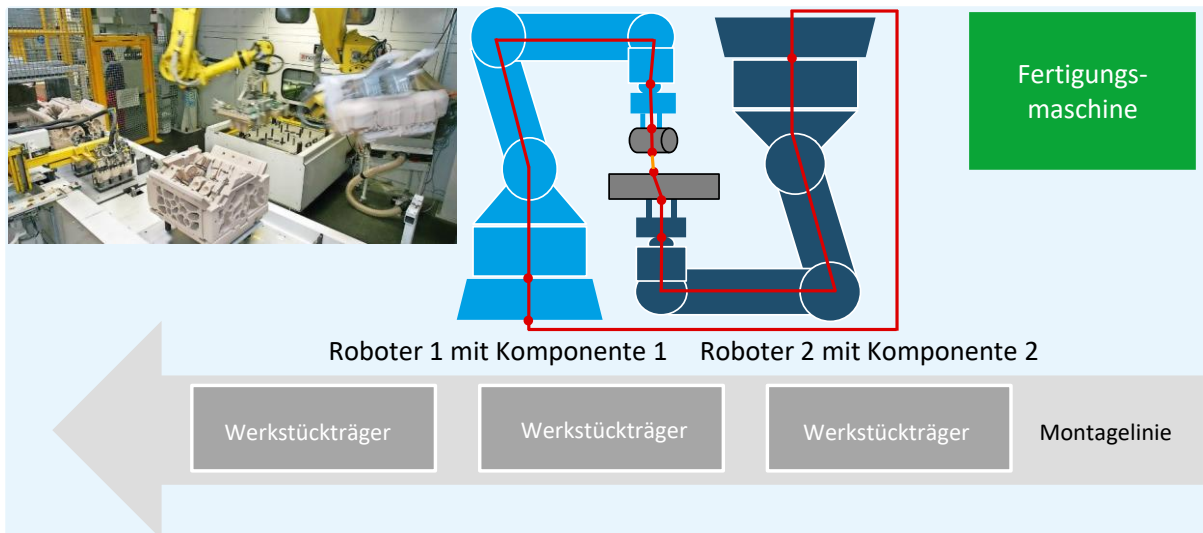 Fertigungs-
maschine
Roboter 1 mit Komponente 1
Roboter 2 mit Komponente 2
Werkstückträger
Werkstückträger
Werkstückträger
Montagelinie